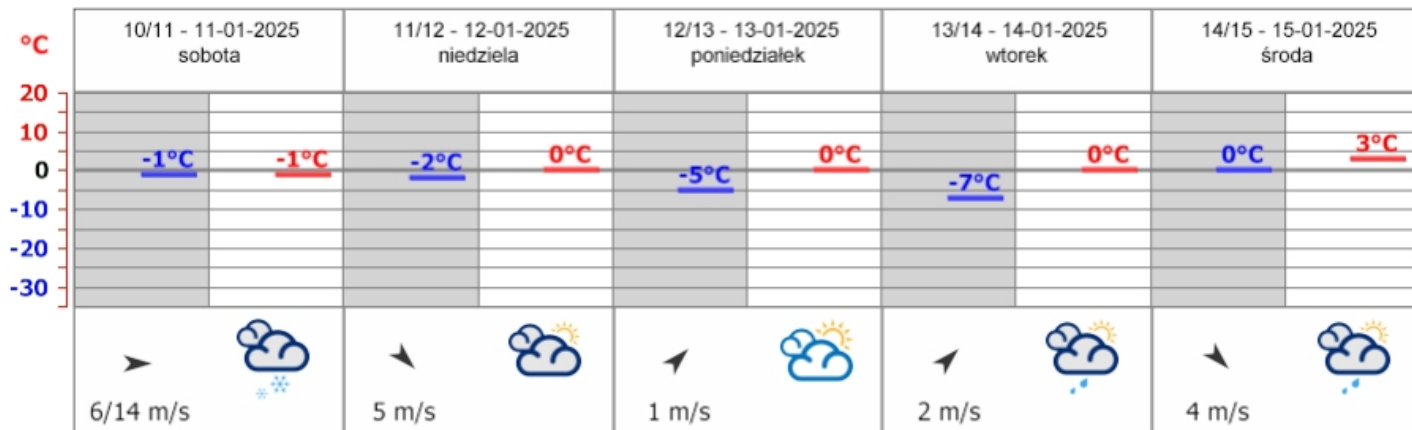 °C
10/11 - 11-01-2025
sobota
11/12 - 12-01-2025
niedziela
12/13 - 13-01-2025
poniedziałek
13/14 - 14-01-2025
wtorek
14/15 - 15-01-2025
środa
20
10
0
-10
-20
-30
-1°C
-1°C
-2°C
0°C
-5°C
0°C
-7°C
0°C
0°C
3°C
6/14 m/s
5 m/s
1 m/s
2 m/s
4 m/s